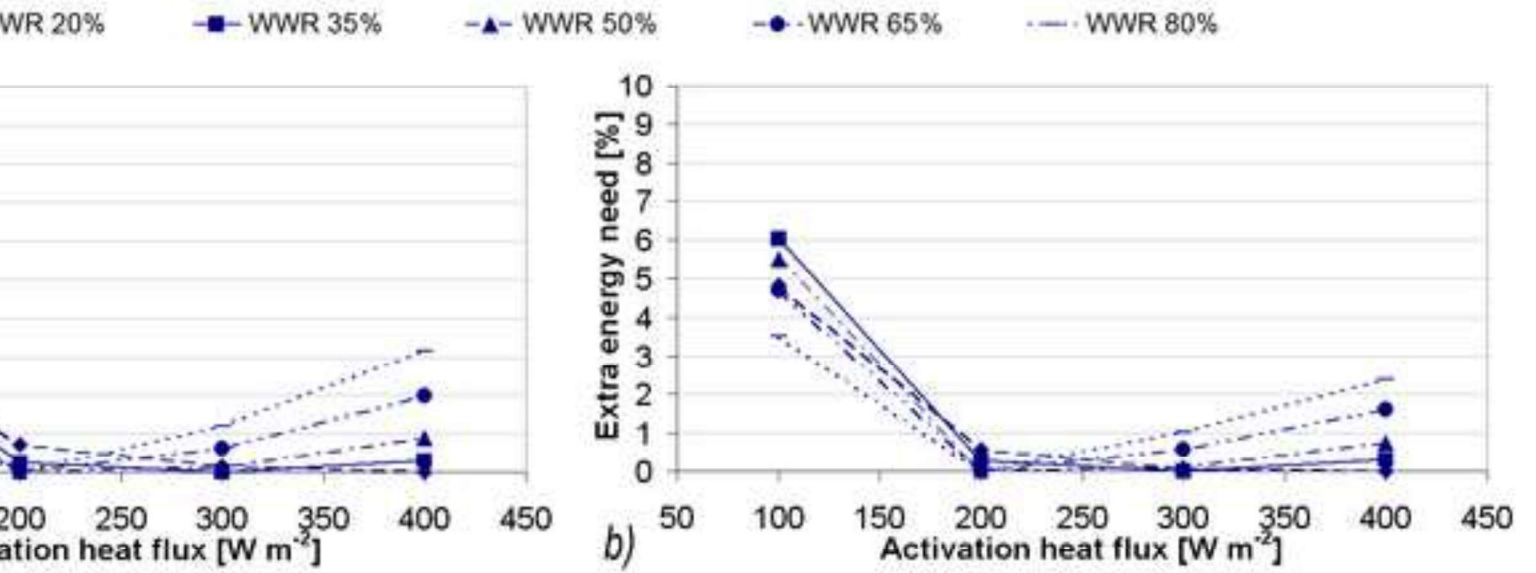 WR 20% WWR 35% WWR 50% WWR 65% WWR 80%
10
9
8
7
6
5
4
3
2
1
0
Extra energy need [%]
200 250 300 350 400 450
ation heat flux [W m⁻²]
b)
50 100 150 200 250 300 350 400 450
Activation heat flux [W m⁻²]